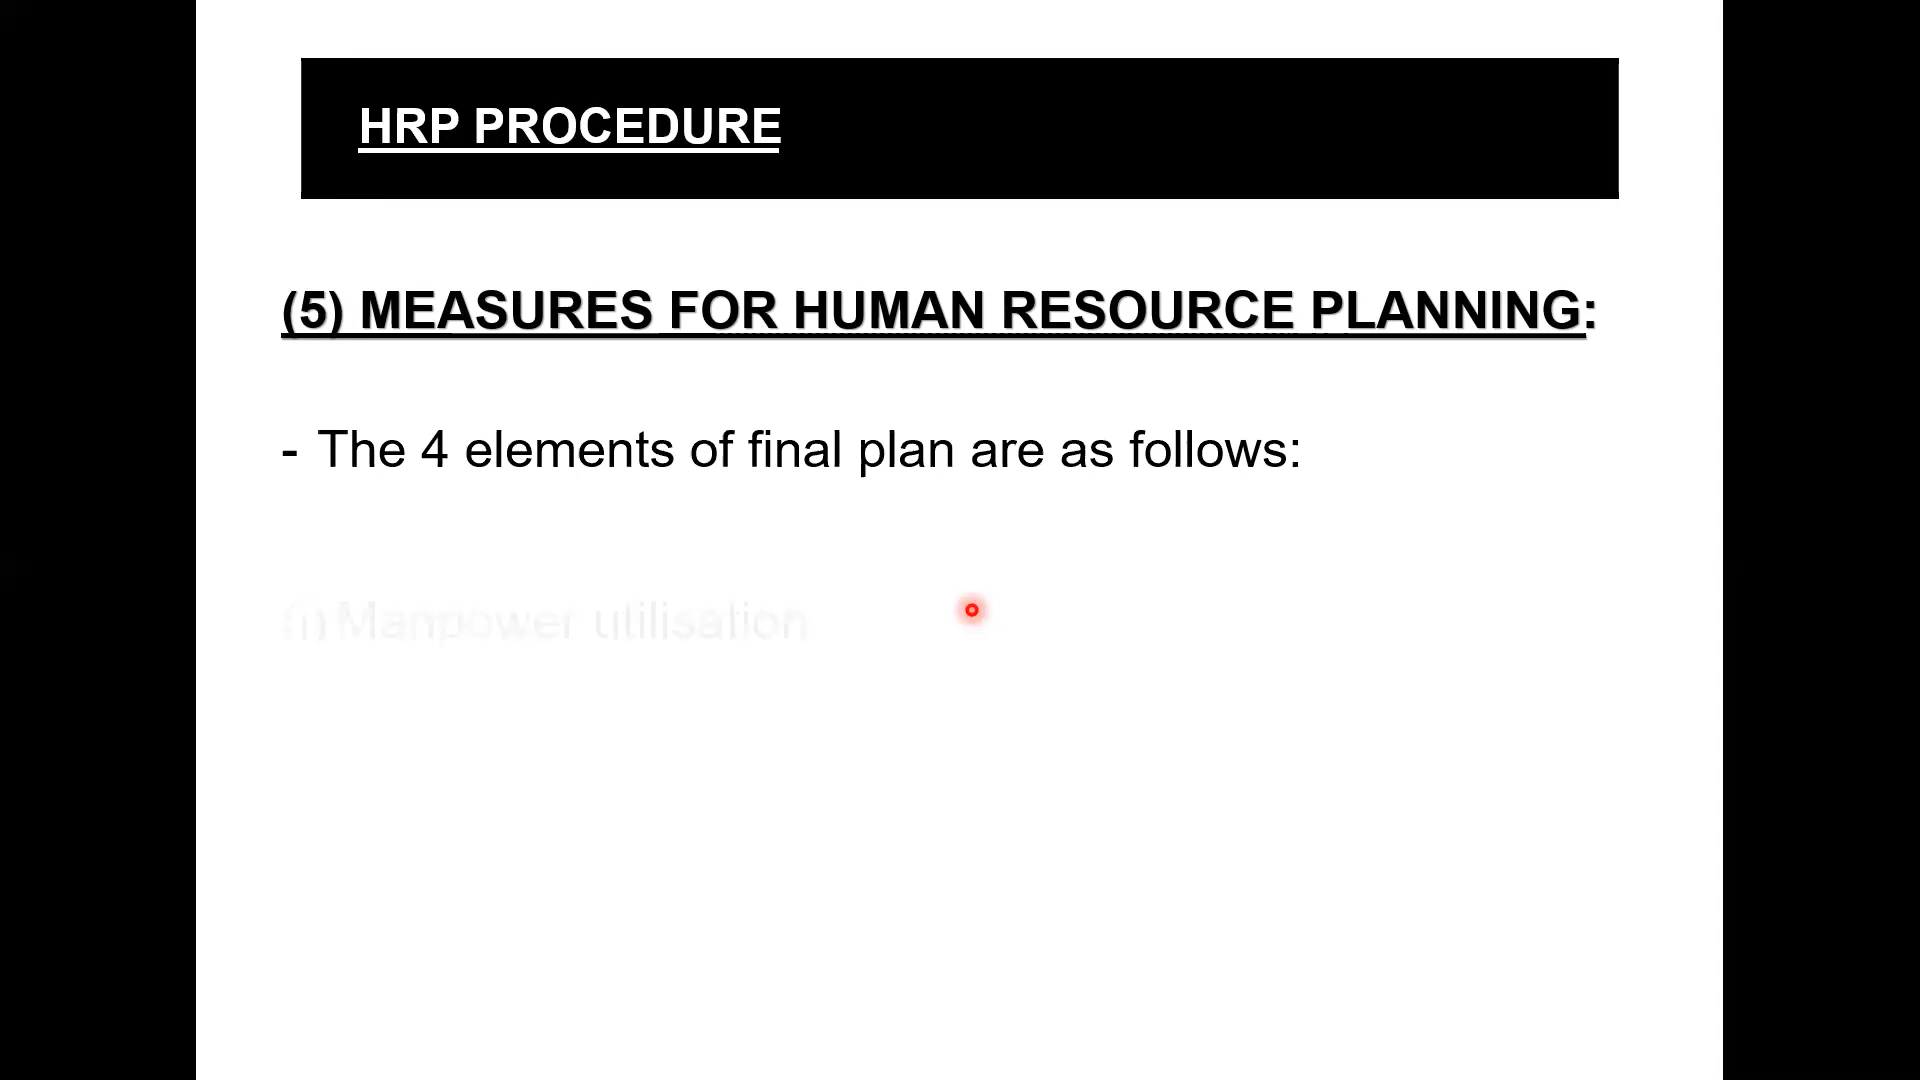 HRP PROCEDURE
(5) MEASURES FOR HUMAN RESOURCE PLANNING:
- The 4 elements of final plan are as follows:
(i) Manpower utilisation